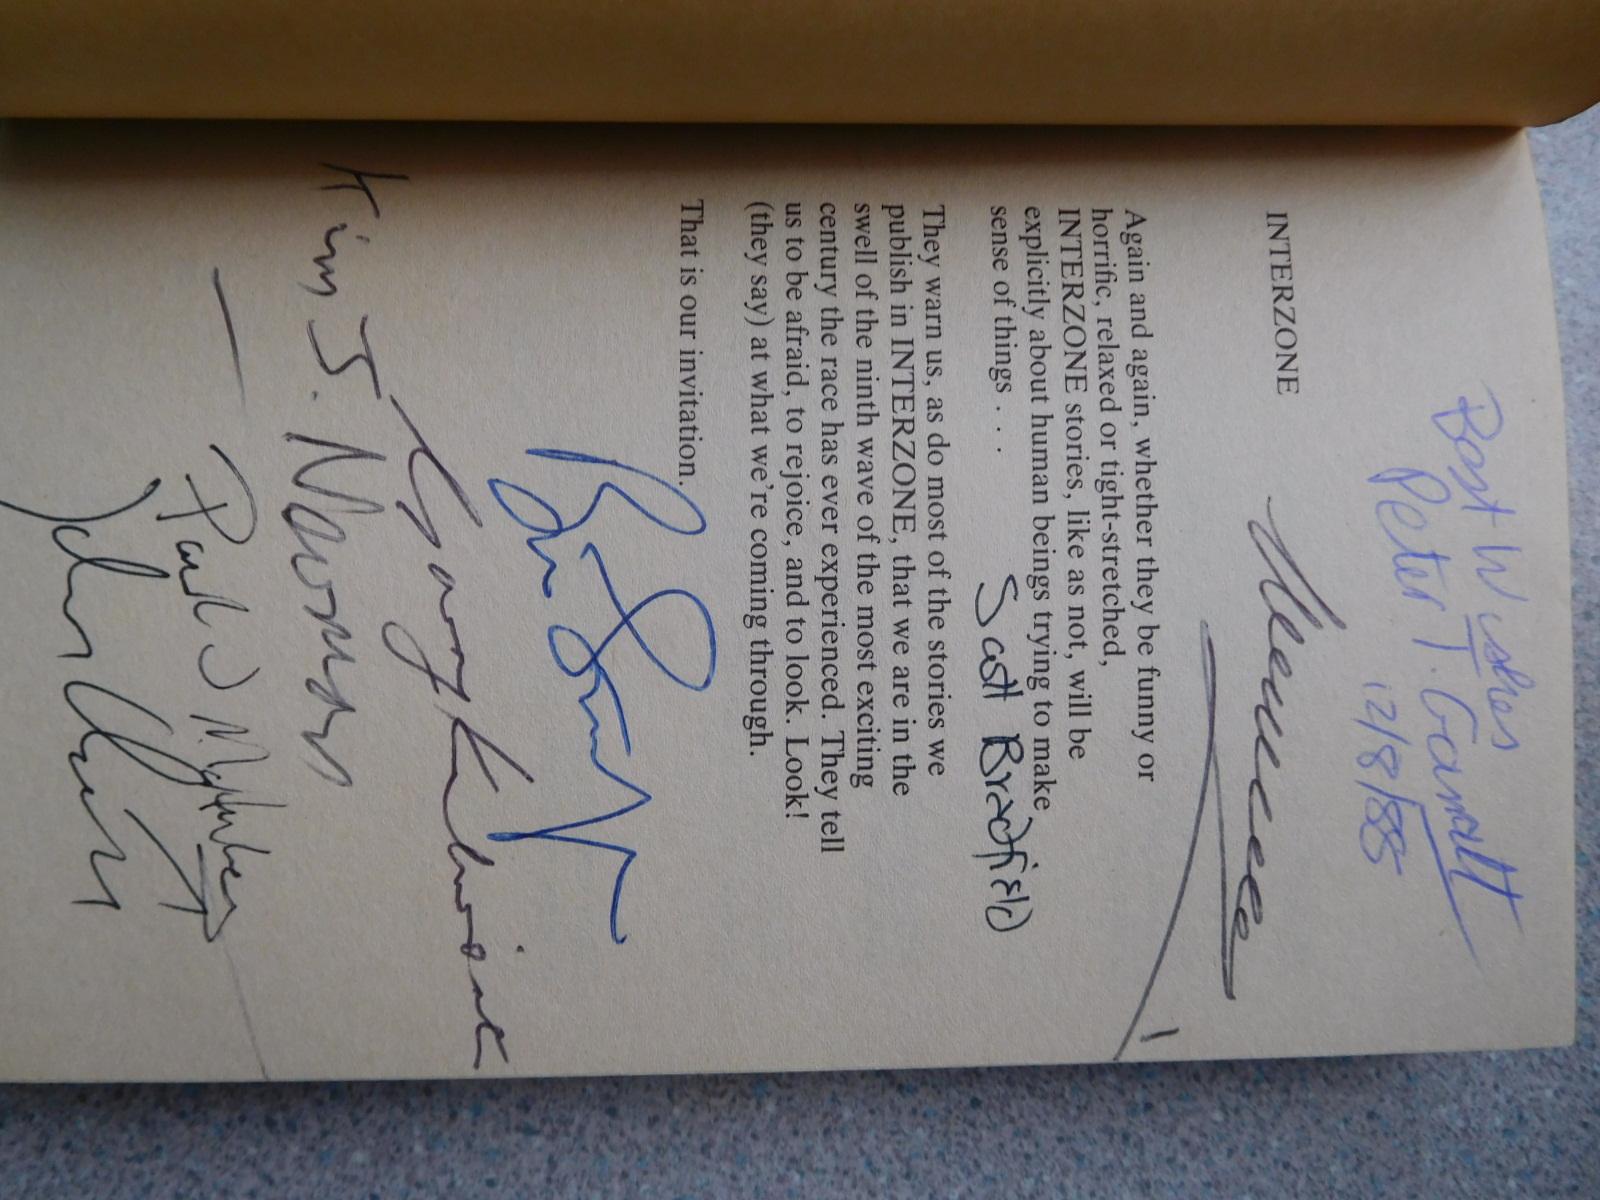 Best Wishes
Peter T. Garratt
12/8/88
INTERZONE
Again and again, whether they be funny or
horrific, relaxed or tight-stretched,
INTERZONE stories, like as not, will be
explicitly about human beings trying to make
sense of things . . .
Scott Bradfield
They warn us, as do most of the stories we
publish in INTERZONE, that we are in the
swell of the ninth wave of the most exciting
century the race has ever experienced. They tell
us to be afraid, to rejoice, and to look. Look!
(they say) at what we're coming through.
That is our invitation.
Garry Kilworth
Kim J. Newman
Paul J
John Clute